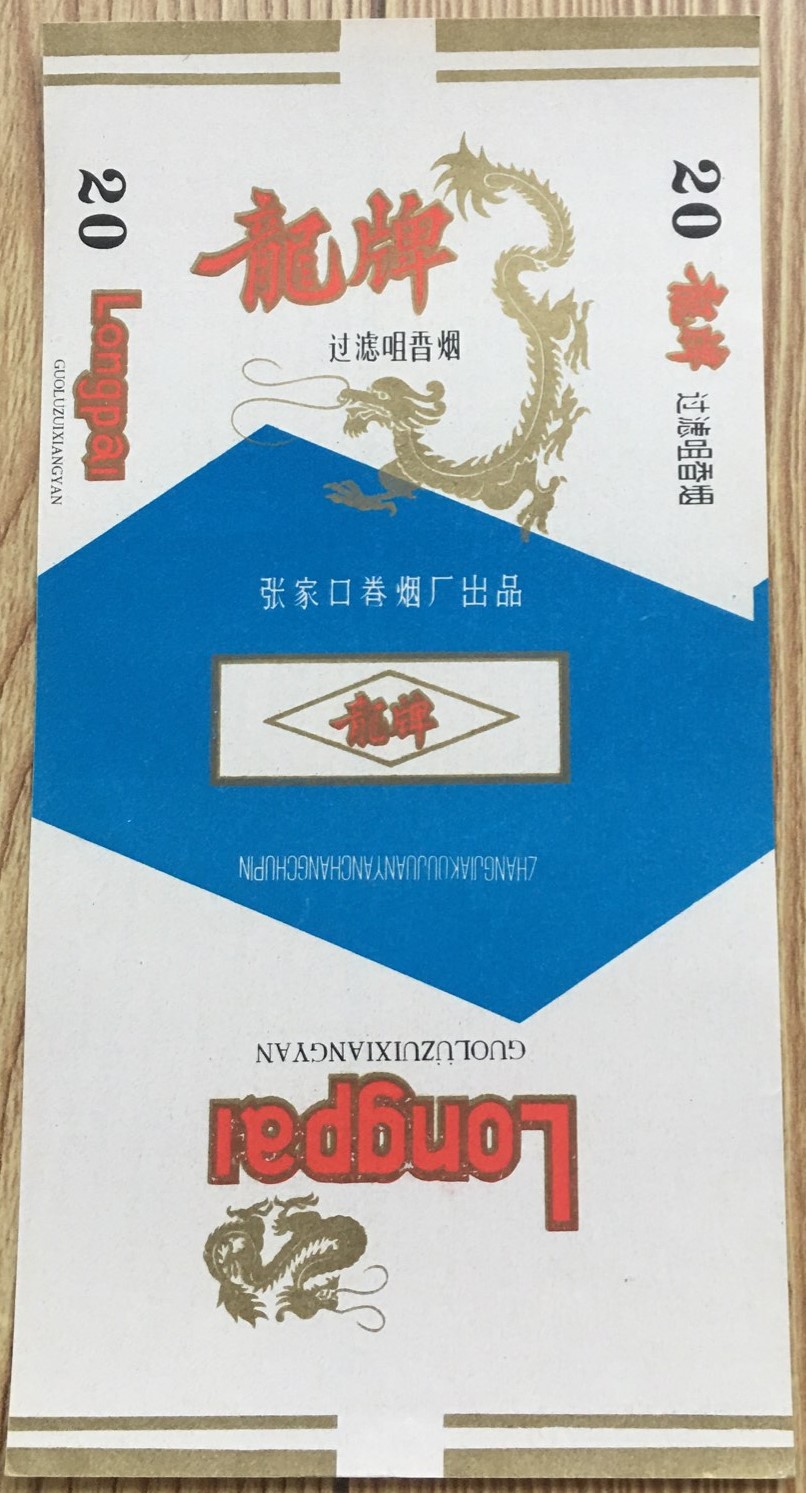 20
Longpai
GUOLUZUIXIANGYAN
龍牌
过滤咀香烟
20
龍牌
过滤咀香烟
张家口卷烟厂出品
龍牌
ZHANGJIAKOUJUANYANCHANGCHUPIN
GUOLÜZUIXIANGYAN
Longpai